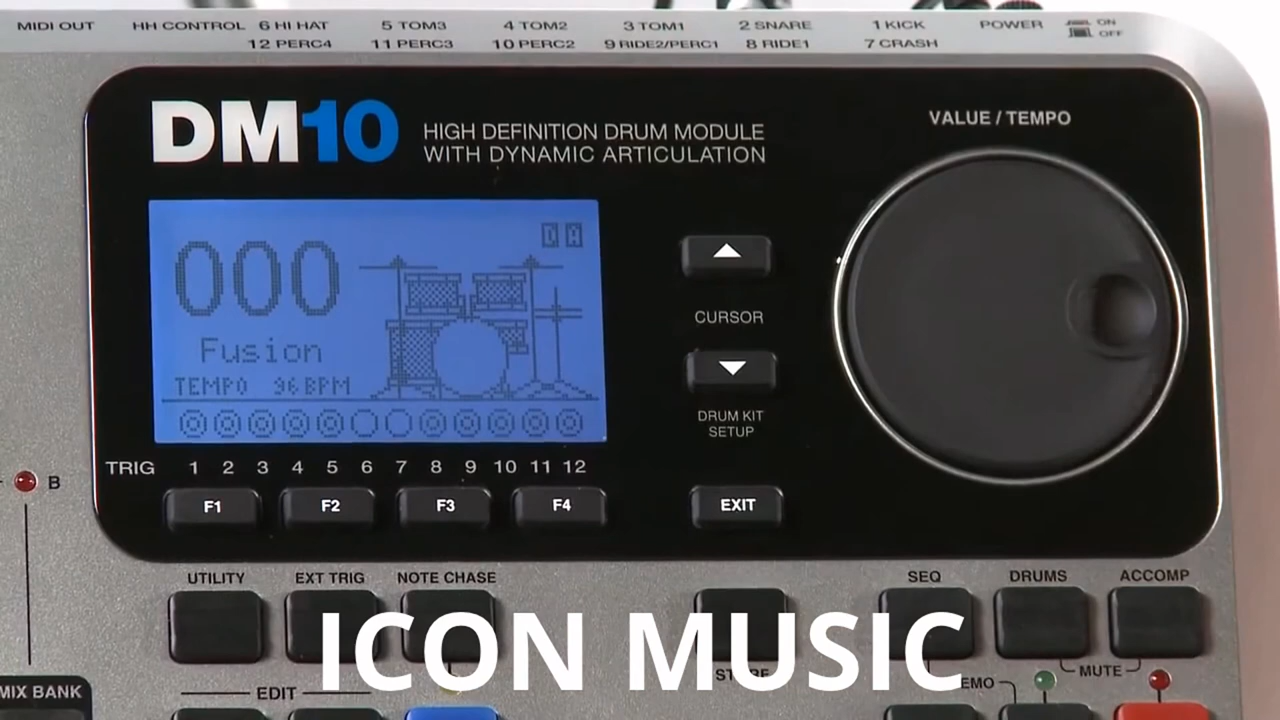 MIDI OUT HH CONTROL 6 HI HAT 5 TOM3 4 TOM2 3 TOM1 2 SNARE 1 KICK POWER ON
12 PERC4 11 PERC3 10 PERC2 9 RIDE2/PERC1 8 RIDE1 7 CRASH OFF
DM10
HIGH DEFINITION DRUM MODULE
WITH DYNAMIC ARTICULATION
VALUE / TEMPO
000
Fusion
TEMPO 96 BPM
CURSOR
DRUM KIT
SETUP
TRIG 1 2 3 4 5 6 7 8 9 10 11 12
B
F1 F2 F3 F4 EXIT
UTILITY EXT TRIG NOTE CHASE SEQ DRUMS ACCOMP
ICON MUSIC
MUTE
MIX BANK
EDIT